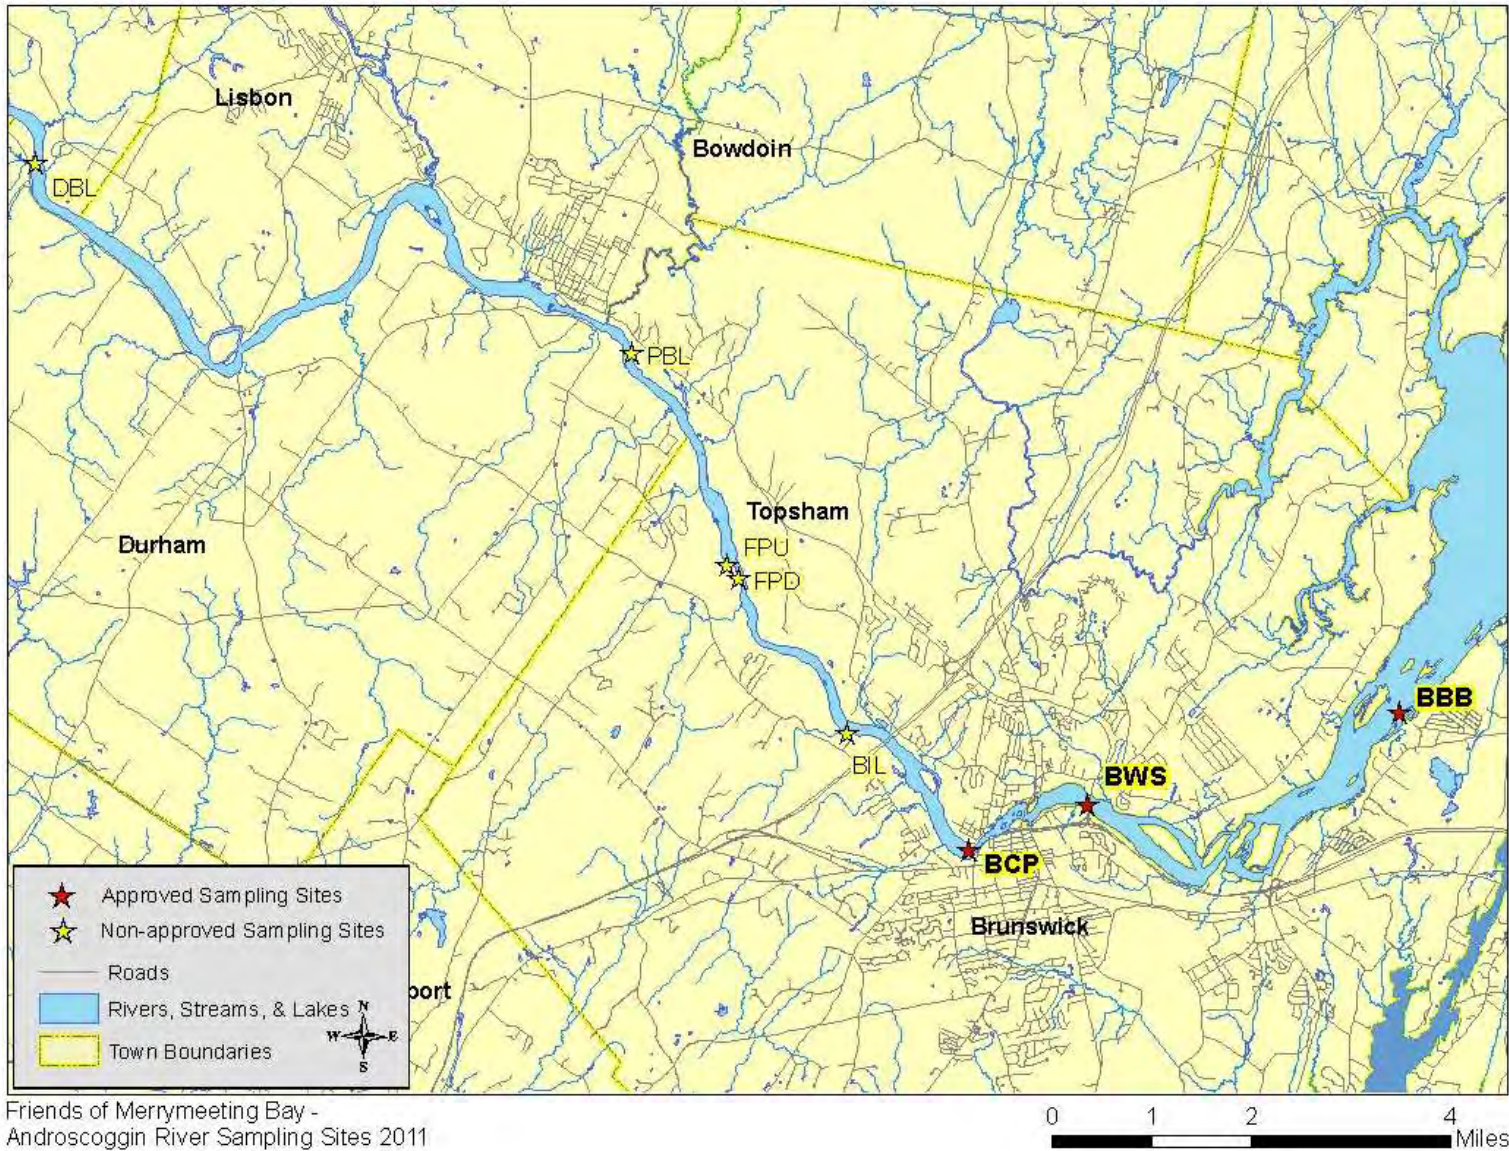 Lisbon
Bowdoin
DBL
PBL
Topsham
Durham
FPU
FPD
BBB
BIL
BWS
BCP
Brunswick
port
Approved Sampling Sites
Non-approved Sampling Sites
Roads
Rivers, Streams, & Lakes
Town Boundaries
N
W E
S
Friends of Merrymeeting Bay -
Androscoggin River Sampling Sites 2011
0 1 2 4
Miles